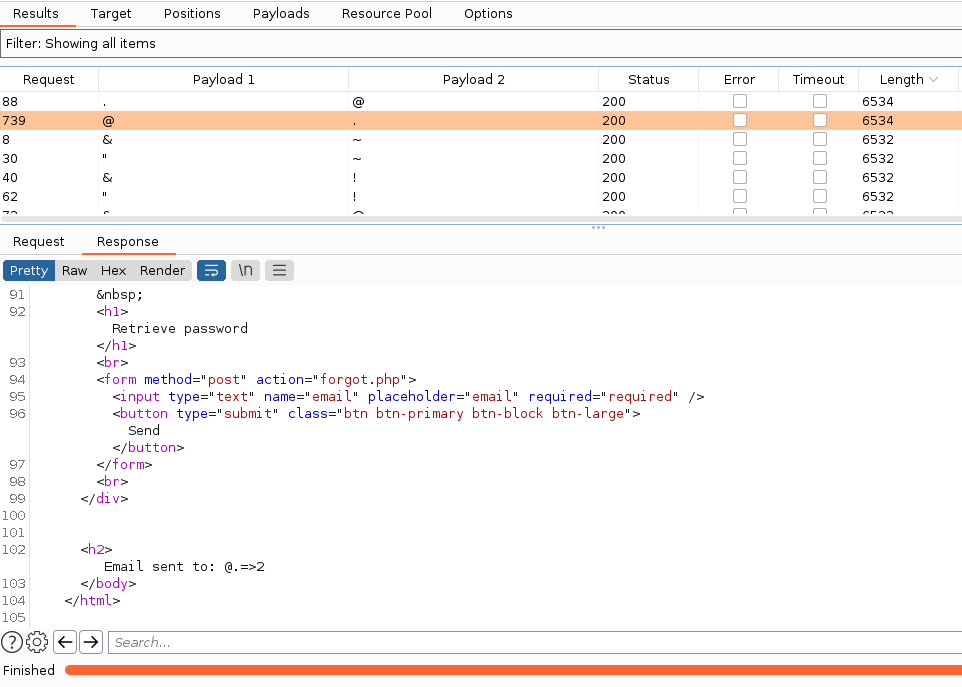 Results Target Positions Payloads Resource Pool Options
Filter: Showing all items
Request Payload 1 Payload 2 Status Error Timeout Length
88 . @ 200 6534
739 @ . 200 6534
8 & ~ 200 6532
30 " ~ 200 6532
40 & ! 200 6532
62 " ! 200 6532
Request Response
Pretty Raw Hex Render \n
91 &nbsp;
92 <h1>
Retrieve password
</h1>
93 <br>
94 <form method="post" action="forgot.php">
95 <input type="text" name="email" placeholder="email" required="required" />
96 <button type="submit" class="btn btn-primary btn-block btn-large">
Send
</button>
97 </form>
98 <br>
99 </div>
100
101
102 <h2>
Email sent to: @.=>2
103 </body>
104 </html>
105
? Search...
Finished